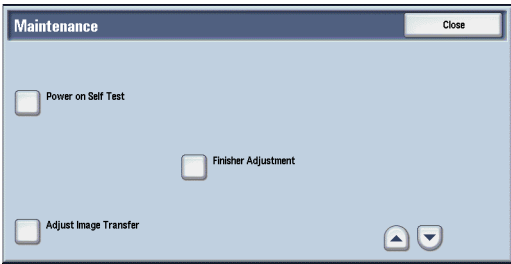 Maintenance
Close
Power on Self Test
Finisher Adjustment
Adjust Image Transfer